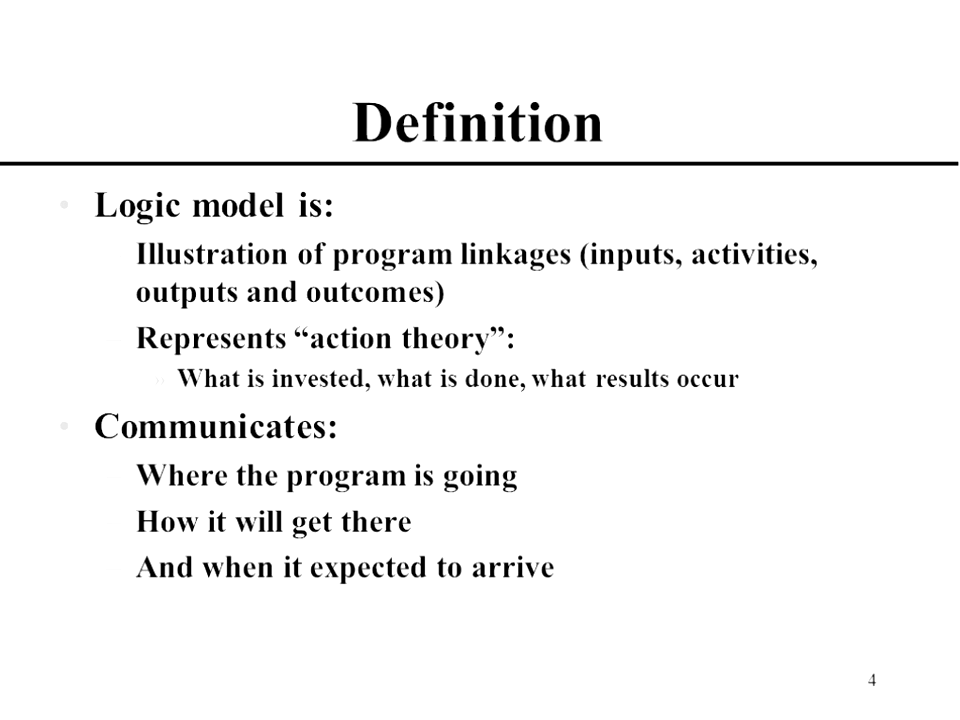 Definition
• Logic model is:
Illustration of program linkages (inputs, activities,
outputs and outcomes)
– Represents “action theory”:
» What is invested, what is done, what results occur
• Communicates:
Where the program is going
How it will get there
And when it expected to arrive
4